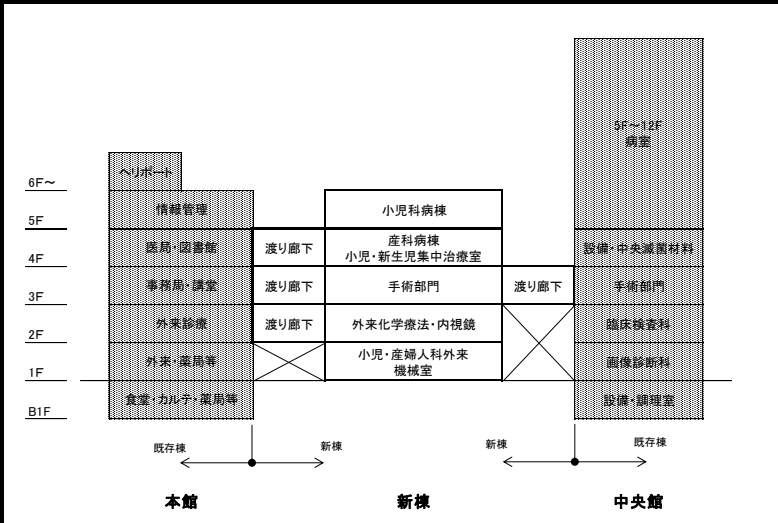 5F~12F
病室
ヘリポート
6F~
情報管理
小児科病棟
5F
医局・図書館
渡り廊下
産科病棟
小児・新生児集中治療室
設備・中央滅菌材料
4F
事務局・講堂
渡り廊下
手術部門
渡り廊下
手術部門
3F
外来診療
渡り廊下
外来化学療法・内視鏡
臨床検査科
2F
外来・薬局等
小児・産婦人科外来
機械室
画像診断科
1F
食堂・カルテ・薬局等
設備・調理室
B1F
既存棟
新棟
新棟
既存棟
本館
新棟
中央館